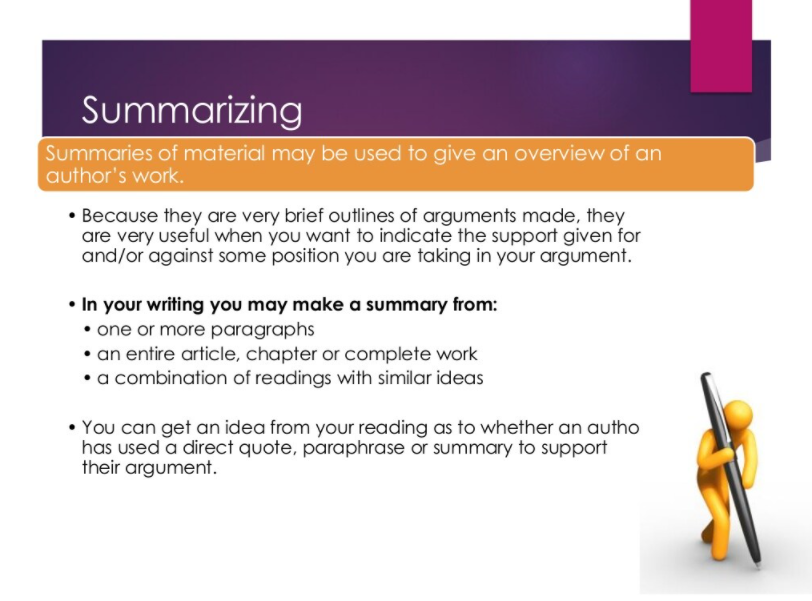 Summarizing
Summaries of material may be used to give an overview of an
author's work.
• Because they are very brief outlines of arguments made, they
are very useful when you want to indicate the support given for
and/or against some position you are taking in your argument.
• In your writing you may make a summary from:
• one or more paragraphs
• an entire article, chapter or complete work
• a combination of readings with similar ideas
• You can get an idea from your reading as to whether an autho
has used a direct quote, paraphrase or summary to support
their argument.